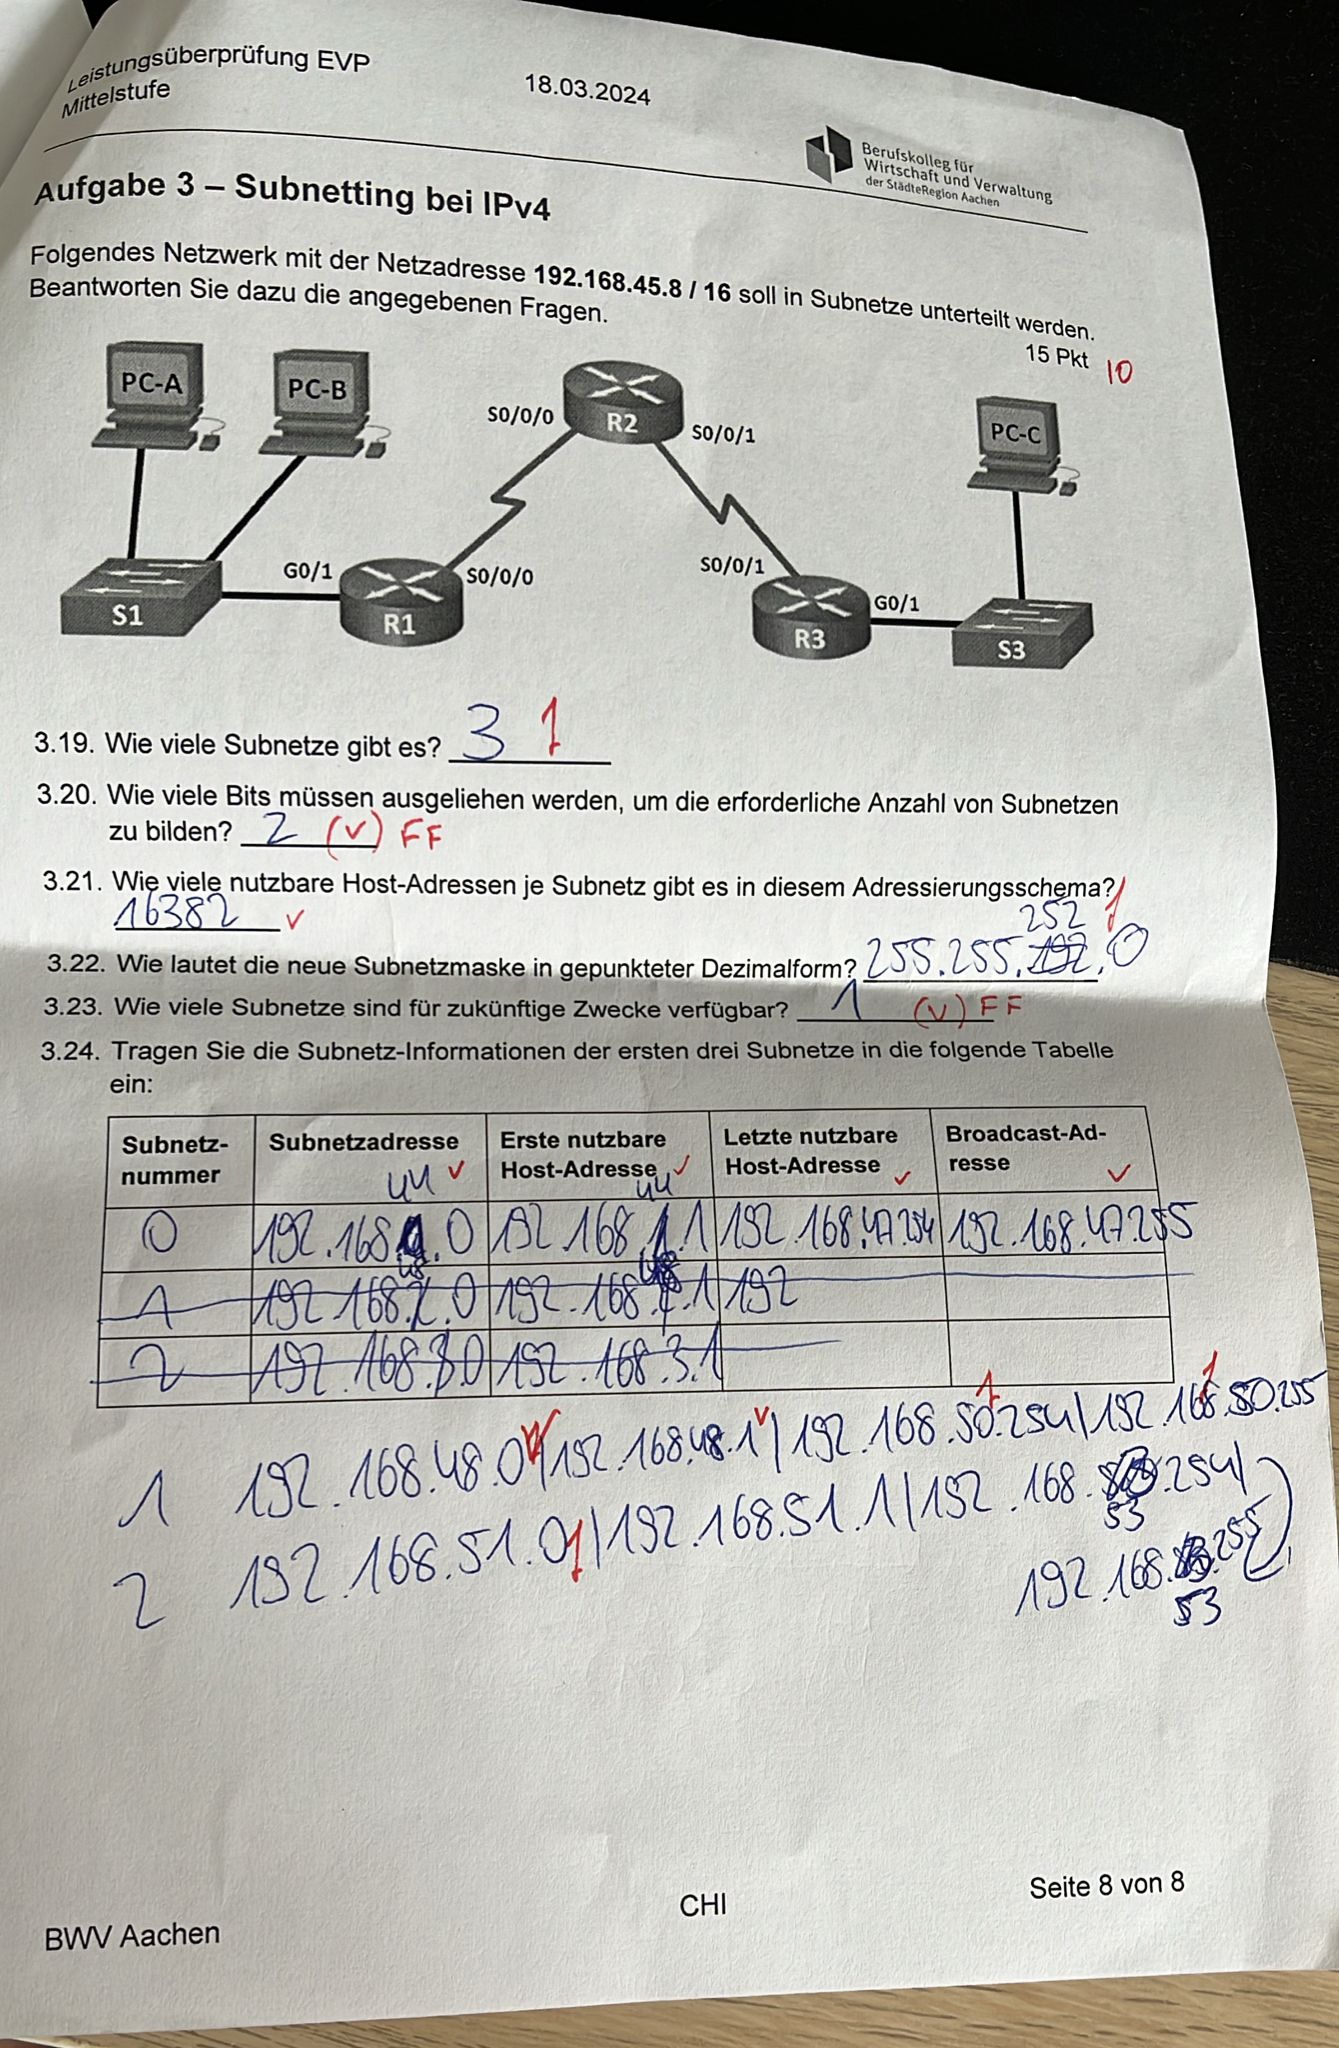 Leistungsüberprüfung EVP
Mittelstufe
18.03.2024
Berufskolleg für
Wirtschaft und Verwaltung
der StädteRegion Aachen
Aufgabe 3 – Subnetting bei IPv4
Folgendes Netzwerk mit der Netzadresse 192.168.45.8 / 16 soll in Subnetze unterteilt werden.
Beantworten Sie dazu die angegebenen Fragen.
15 Pkt 10
PC-A
PC-B
S0/0/0
R2
S0/0/1
PC-C
S1
G0/1
R1
S0/0/0
S0/0/1
R3
G0/1
S3
3.19. Wie viele Subnetze gibt es? 3
3.20. Wie viele Bits müssen ausgeliehen werden, um die erforderliche Anzahl von Subnetzen
zu bilden? 2 (v) FF
3.21. Wie viele nutzbare Host-Adressen je Subnetz gibt es in diesem Adressierungsschema?
16382 v
252
3.22. Wie lautet die neue Subnetzmaske in gepunkteter Dezimalform? 255.255.192.0
3.23. Wie viele Subnetze sind für zukünftige Zwecke verfügbar? 1 (v) FF
3.24. Tragen Sie die Subnetz-Informationen der ersten drei Subnetze in die folgende Tabelle
ein:
Subnetz-nummer Subnetzadresse Erste nutzbare Host-Adresse Letzte nutzbare Host-Adresse Broadcast-Adresse
44 44
0 192.168. .0 192.168. .1 192.168.47.254 192.168.47.255
48 48
1 192.168.2.0 192.168. .1 192
2 192.168.3.0 192.168.3.1
1 192.168.48.0 | 192.168.48.1 | 192.168.50.254 | 192.168.50.255
2 192.168.51.0 | 192.168.51.1 | 192.168. .254 |
53
192.168. .255
53
BWV Aachen
CHI
Seite 8 von 8